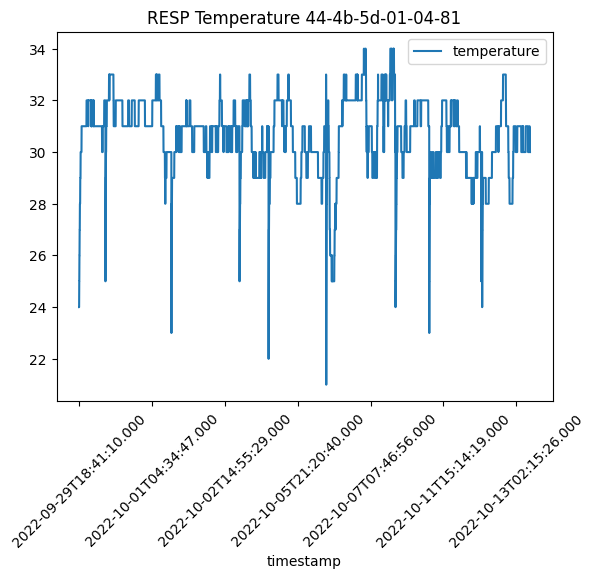 RESP Temperature 44-4b-5d-01-04-81
temperature
34
32
30
28
26
24
22
2022-09-29T18:41:10.000
2022-10-01T04:34:47.000
2022-10-02T14:55:29.000
2022-10-05T21:20:40.000
2022-10-07T07:46:56.000
2022-10-11T15:14:19.000
2022-10-13T02:15:26.000
timestamp